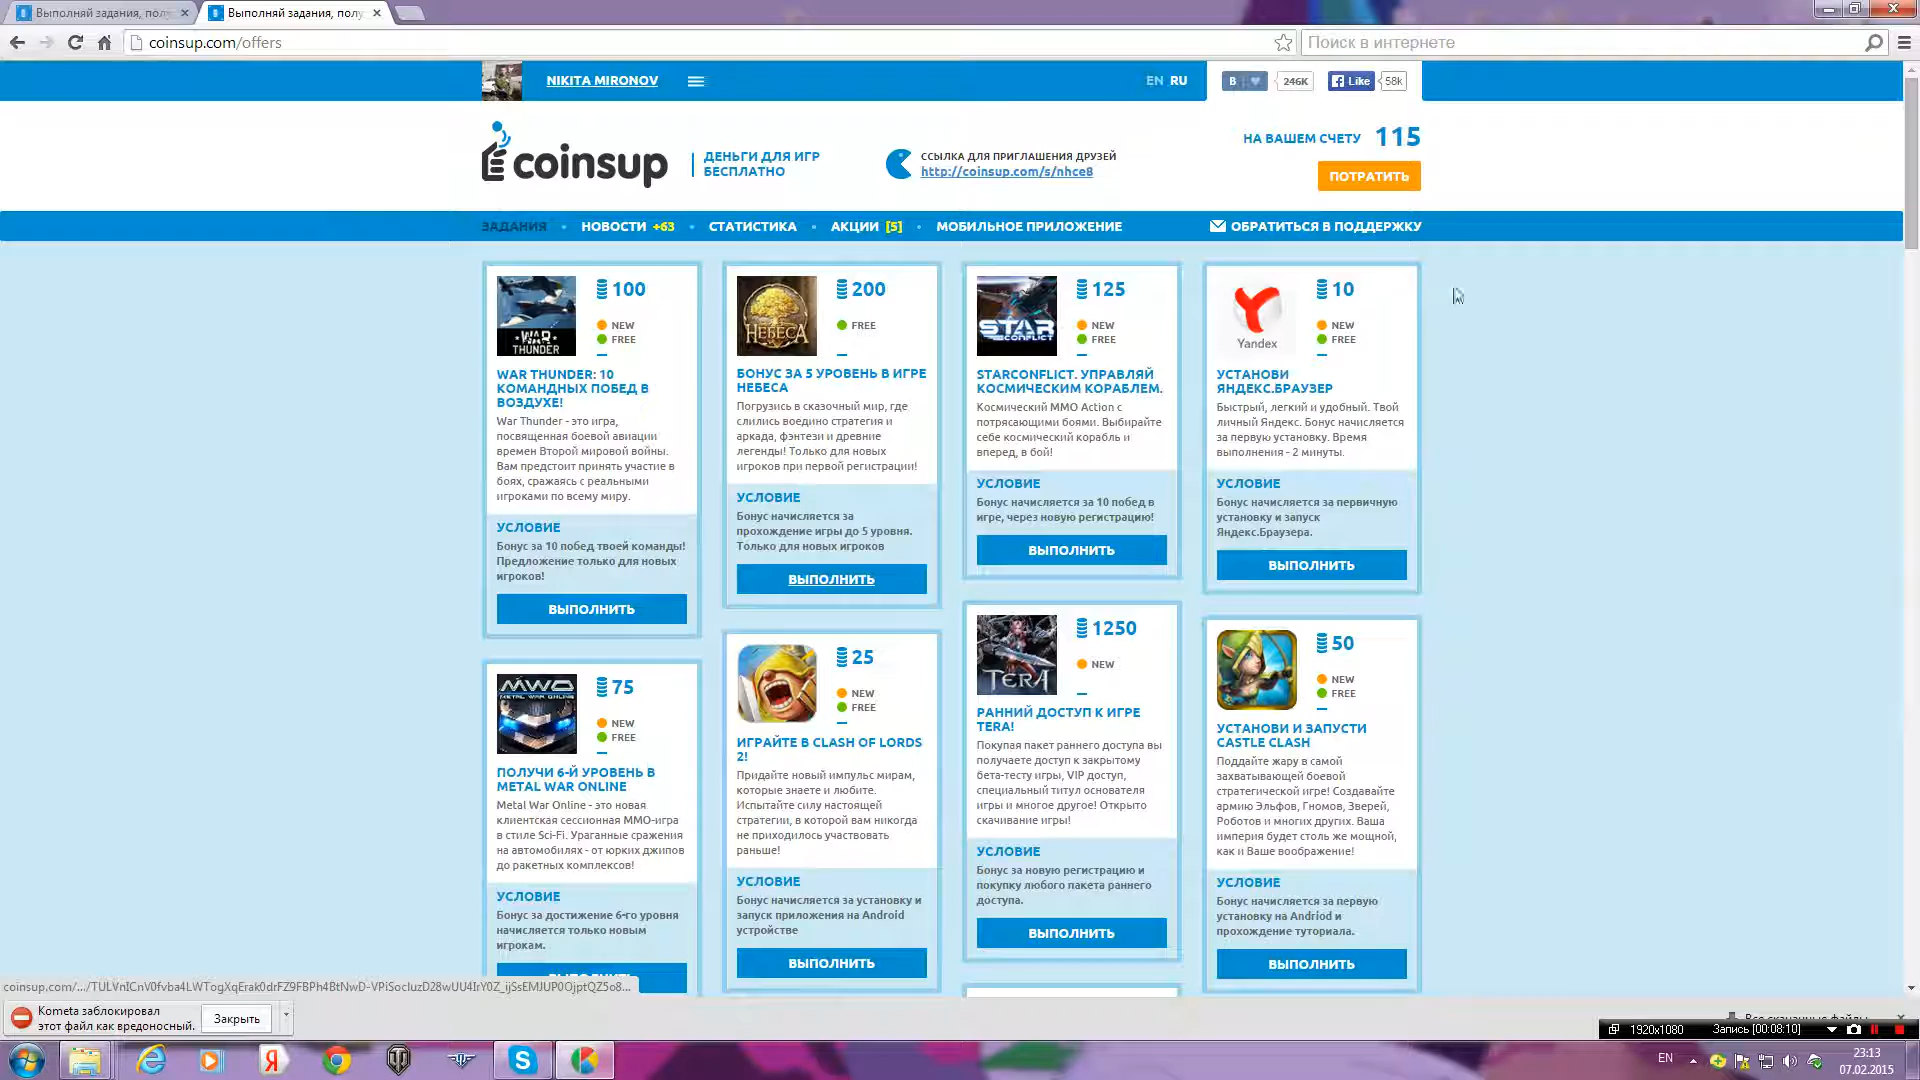 Выполняй задания, полу
Выполняй задания, полу
coinsup.com/offers
Поиск в интернете
NIKITA MIRONOV
EN RU
B
246K
Like
58k
coinsup
ДЕНЬГИ ДЛЯ ИГР
БЕСПЛАТНО
ССЫЛКА ДЛЯ ПРИГЛАШЕНИЯ ДРУЗЕЙ
http://coinsup.com/s/nhce8
НА ВАШЕМ СЧЕТУ 115
ПОТРАТИТЬ
ЗАДАНИЯ
НОВОСТИ +63
СТАТИСТИКА
АКЦИИ [5]
МОБИЛЬНОЕ ПРИЛОЖЕНИЕ
ОБРАТИТЬСЯ В ПОДДЕРЖКУ
WAR THUNDER
100
NEW
FREE
WAR THUNDER: 10
КОМАНДНЫХ ПОБЕД В
ВОЗДУХЕ!
War Thunder - это игра,
посвященная боевой авиации
времен Второй мировой войны.
Вам предстоит принять участие в
боях, сражаясь с реальными
игроками по всему миру.
УСЛОВИЕ
Бонус за 10 побед твоей команды!
Предложение только для новых
игроков!
ВЫПОЛНИТЬ
НЕБЕСА
200
FREE
БОНУС ЗА 5 УРОВЕНЬ В ИГРЕ
НЕБЕСА
Погрузись в сказочный мир, где
слились воедино стратегия и
аркада, фэнтези и древние
легенды! Только для новых
игроков при первой регистрации!
УСЛОВИЕ
Бонус начисляется за
прохождение игры до 5 уровня.
Только для новых игроков
ВЫПОЛНИТЬ
STAR CONFLICT
125
NEW
FREE
STARCONFLICT. УПРАВЛЯЙ
КОСМИЧЕСКИМ КОРАБЛЕМ.
Космический MMO Action с
потрясающими боями. Выбирайте
себе космический корабль и
вперед, в бой!
УСЛОВИЕ
Бонус начисляется за 10 побед в
игре, через новую регистрацию!
ВЫПОЛНИТЬ
Yandex
10
NEW
FREE
УСТАНОВИ
ЯНДЕКС.БРАУЗЕР
Быстрый, легкий и удобный. Твой
личный Яндекс. Бонус начисляется
за первую установку. Время
выполнения - 2 минуты.
УСЛОВИЕ
Бонус начисляется за первичную
установку и запуск
Яндекс.Браузера.
ВЫПОЛНИТЬ
MWO
METAL WAR ONLINE
75
NEW
FREE
ПОЛУЧИ 6-Й УРОВЕНЬ В
METAL WAR ONLINE
Metal War Online - это новая
клиентская сессионная ММО-игра
в стиле Sci-Fi. Ураганные сражения
на автомобилях - от юрких джипов
до ракетных комплексов!
УСЛОВИЕ
Бонус за достижение 6-го уровня
начисляется только новым
игрокам.
ВЫПОЛНИТЬ
25
NEW
FREE
ИГРАЙТЕ В CLASH OF LORDS
2!
Придайте новый импульс мирам,
которые знаете и любите.
Испытайте силу настоящей
стратегии, в которой вам никогда
не приходилось участвовать
раньше!
УСЛОВИЕ
Бонус начисляется за установку и
запуск приложения на Android
устройстве
ВЫПОЛНИТЬ
TERA
1250
NEW
РАННИЙ ДОСТУП К ИГРЕ
TERA!
Покупая пакет раннего доступа вы
получаете доступ к закрытому
бета-тесту игры, VIP доступ,
специальный титул основателя
игры и многое другое! Открыто
скачивание игры!
УСЛОВИЕ
Бонус за новую регистрацию и
покупку любого пакета раннего
доступа.
ВЫПОЛНИТЬ
50
NEW
FREE
УСТАНОВИ И ЗАПУСТИ
CASTLE CLASH
Поддайте жару в самой
захватывающей боевой
стратегической игре! Создавайте
армию Эльфов, Гномов, Зверей,
Роботов и многих других. Ваша
империя будет столь же мощной,
как и Ваше воображение!
УСЛОВИЕ
Бонус начисляется за первую
установку на Andriod и
прохождение туториала.
ВЫПОЛНИТЬ
Kometa заблокировал
этот файл как вредоносный.
Закрыть
Все скачанные файлы...
1920x1080
Запись [00:08:10]
EN
23:13
07.02.2015